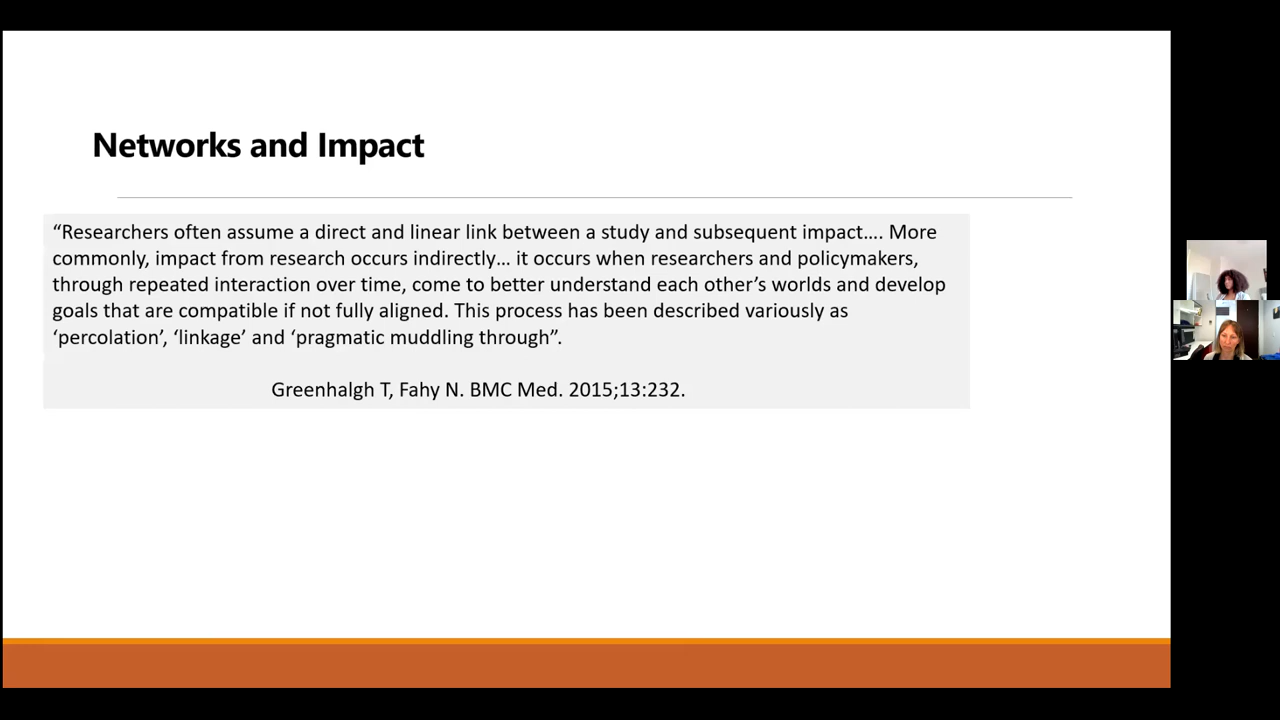 Networks and Impact
“Researchers often assume a direct and linear link between a study and subsequent impact…. More
commonly, impact from research occurs indirectly… it occurs when researchers and policymakers,
through repeated interaction over time, come to better understand each other’s worlds and develop
goals that are compatible if not fully aligned. This process has been described variously as
‘percolation’, ‘linkage’ and ‘pragmatic muddling through”.
Greenhalgh T, Fahy N. BMC Med. 2015;13:232.